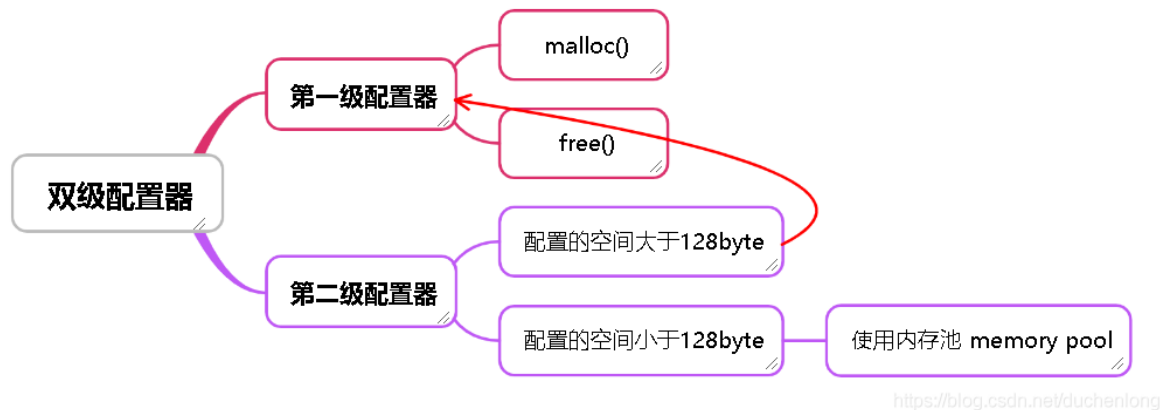 malloc()
第一级配置器
free()
双级配置器
配置的空间大于128byte
第二级配置器
配置的空间小于128byte
使用内存池 memory pool
https://blog.csdn.net/duchenlong